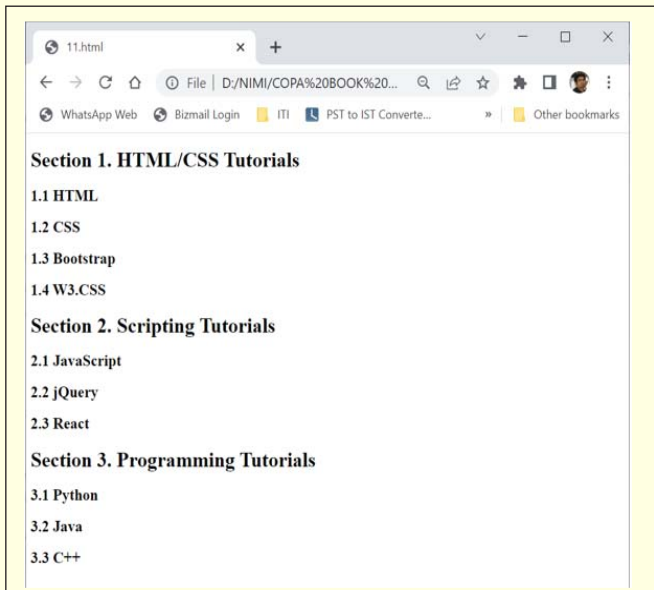 11.html
File | D:/NIMI/COPA%20BOOK%20...
WhatsApp Web Bizmail Login ITI PST to IST Converte... » Other bookmarks
Section 1. HTML/CSS Tutorials
1.1 HTML
1.2 CSS
1.3 Bootstrap
1.4 W3.CSS
Section 2. Scripting Tutorials
2.1 JavaScript
2.2 jQuery
2.3 React
Section 3. Programming Tutorials
3.1 Python
3.2 Java
3.3 C++